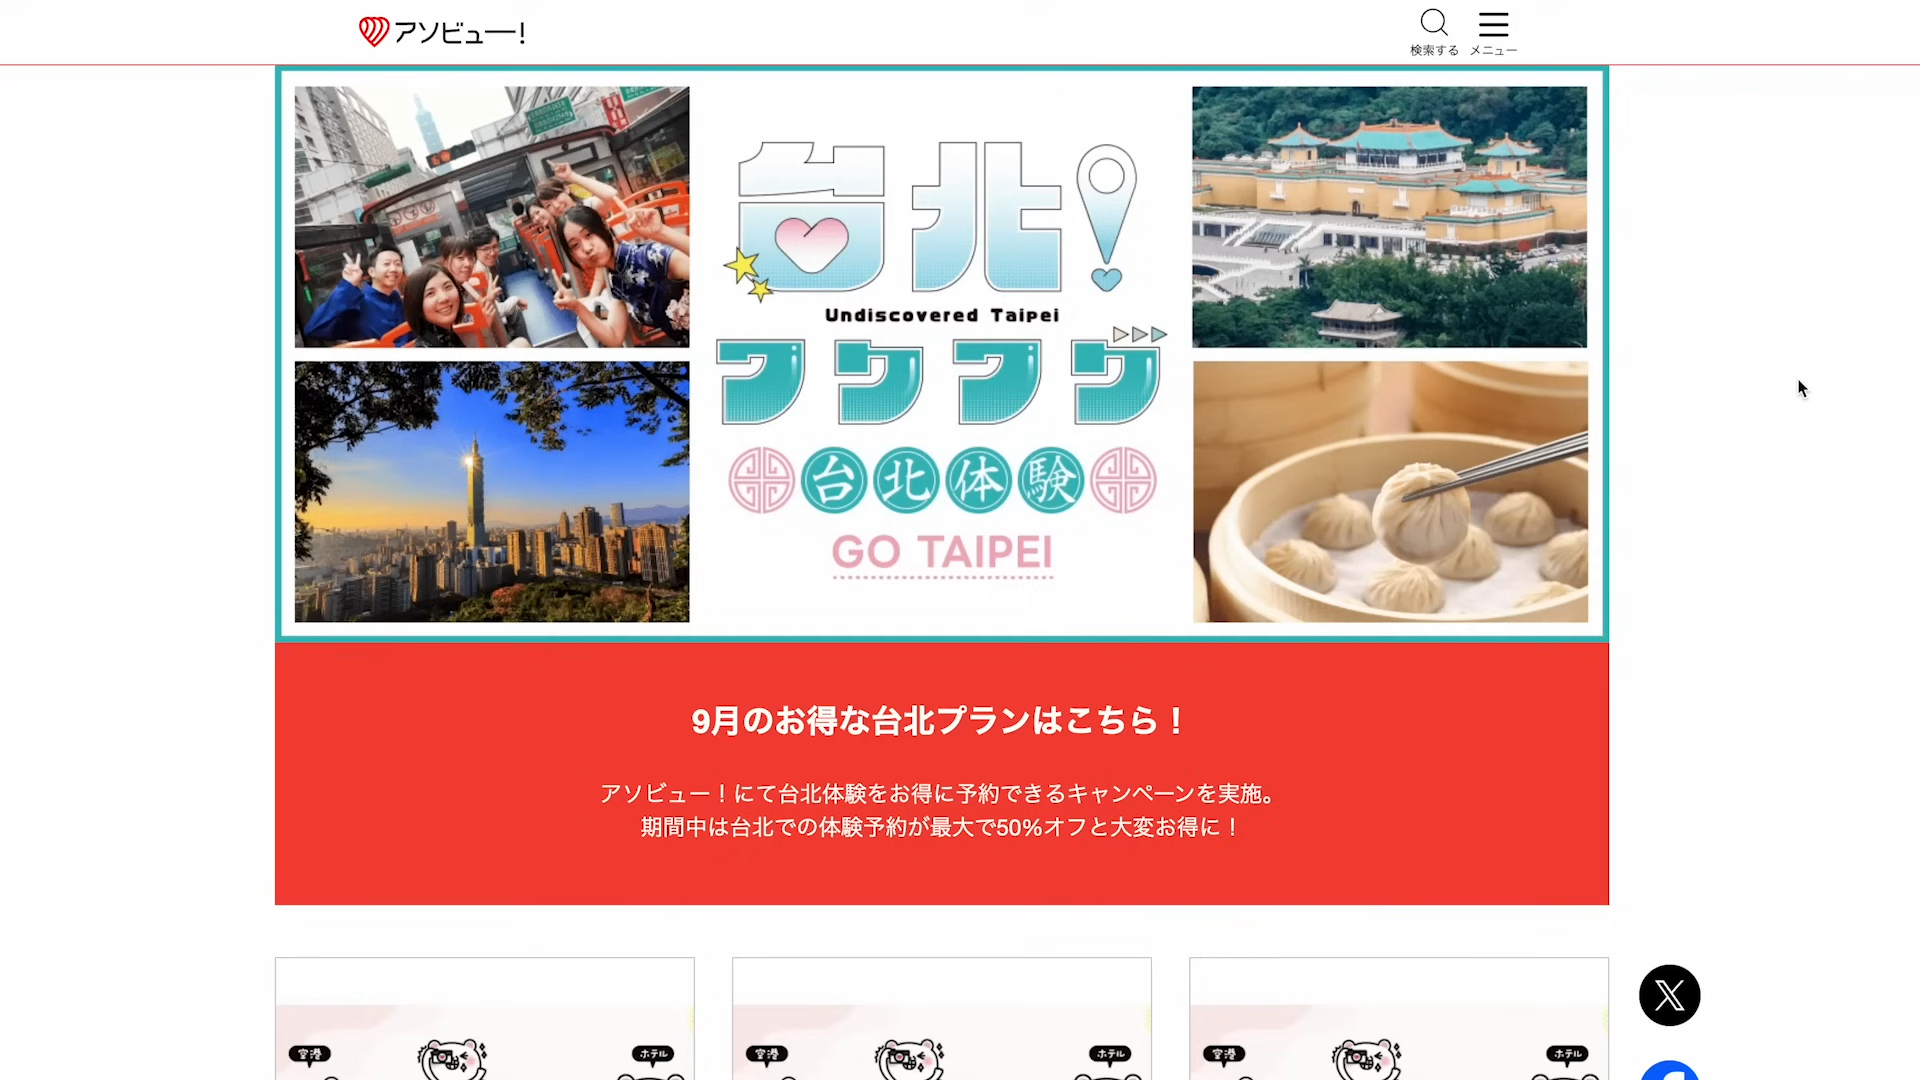 アソビュー！
検索する
メニュー
台北
Undiscovered Taipei
ワクワク
台北体験
GO TAIPEI
9月のお得な台北プランはこちら！
アソビュー！にて台北体験をお得に予約できるキャンペーンを実施。
期間中は台北での体験予約が最大で50%オフと大変お得に！
空港
ホテル
空港
ホテル
空港
ホテル